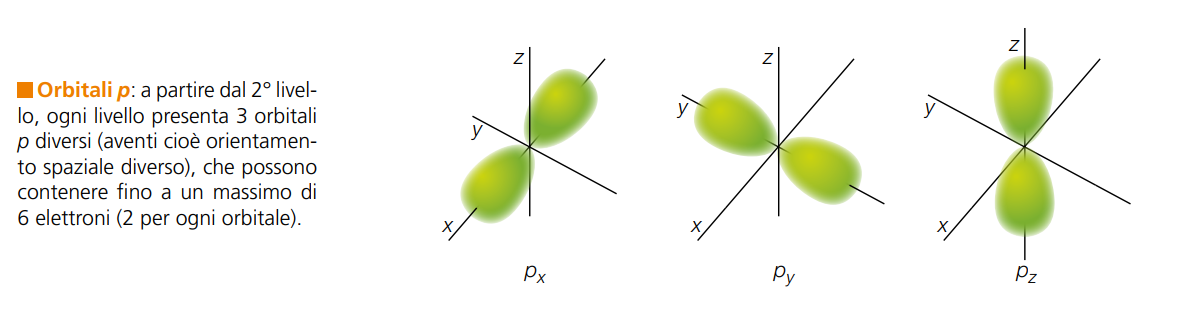 Orbitali p: a partire dal 2° livel-
lo, ogni livello presenta 3 orbitali
p diversi (aventi cioè orientamen-
to spaziale diverso), che possono
contenere fino a un massimo di
6 elettroni (2 per ogni orbitale).
z
y
x
px
z
y
x
py
z
y
x
pz